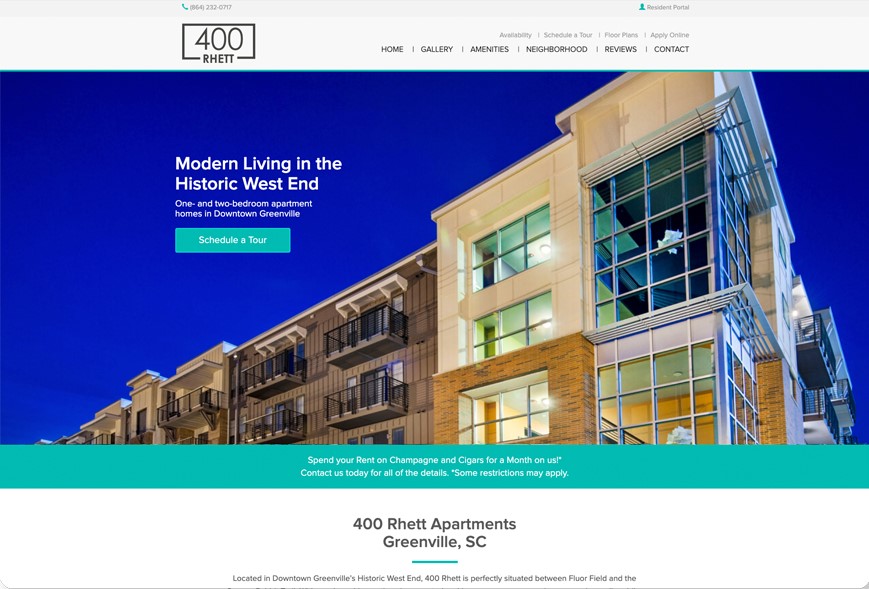 (864) 232-0717
Resident Portal
400
RHETT
Availability | Schedule a Tour | Floor Plans | Apply Online
HOME | GALLERY | AMENITIES | NEIGHBORHOOD | REVIEWS | CONTACT
Modern Living in the
Historic West End
One- and two-bedroom apartment
homes in Downtown Greenville
Schedule a Tour
Spend your Rent on Champagne and Cigars for a Month on us!*
Contact us today for all of the details. *Some restrictions may apply.
400 Rhett Apartments
Greenville, SC
Located in Downtown Greenville's Historic West End, 400 Rhett is perfectly situated between Fluor Field and the